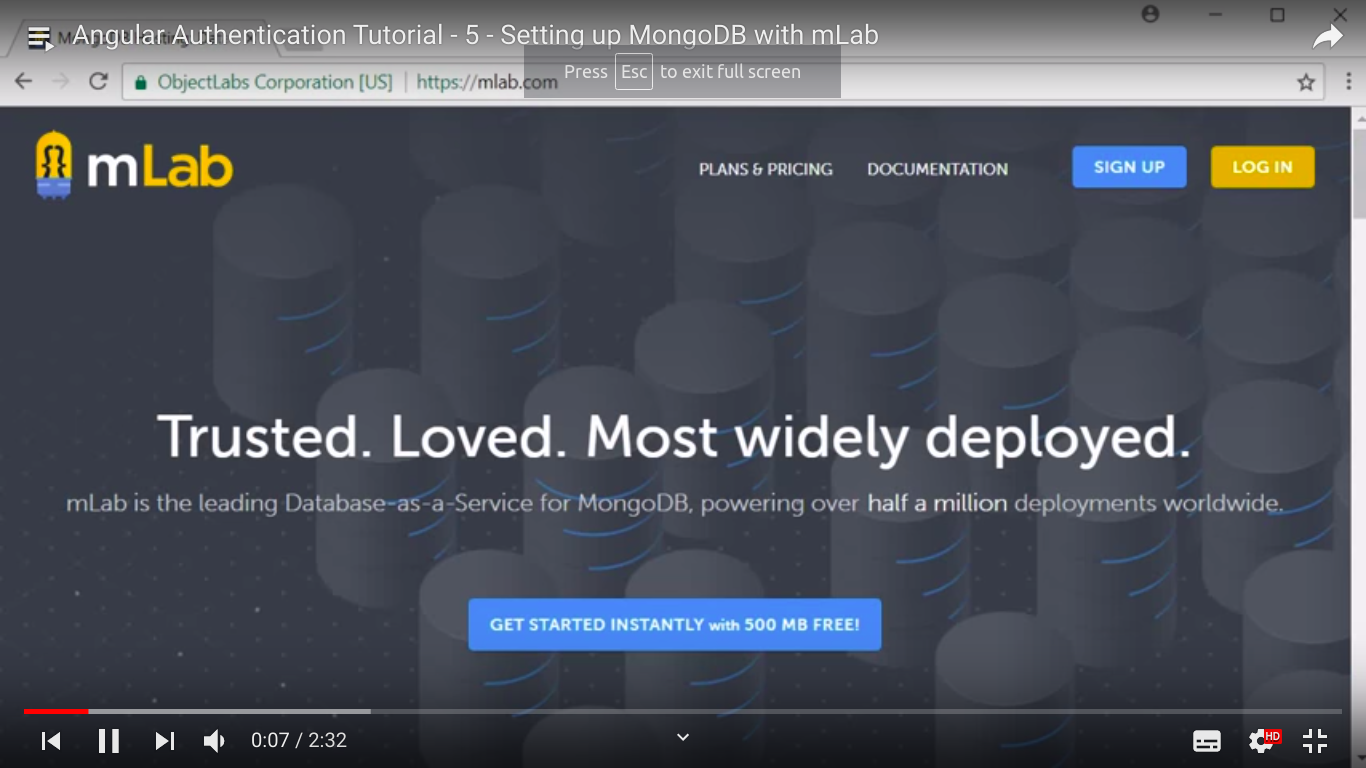 Angular Authentication Tutorial - 5 - Setting up MongoDB with mLab
Press Esc to exit full screen
ObjectLabs Corporation [US] | https://mlab.com
mLab
PLANS & PRICING
DOCUMENTATION
SIGN UP
LOG IN
Trusted. Loved. Most widely deployed.
mLab is the leading Database-as-a-Service for MongoDB, powering over half a million deployments worldwide.
GET STARTED INSTANTLY with 500 MB FREE!
0:07 / 2:32
HD